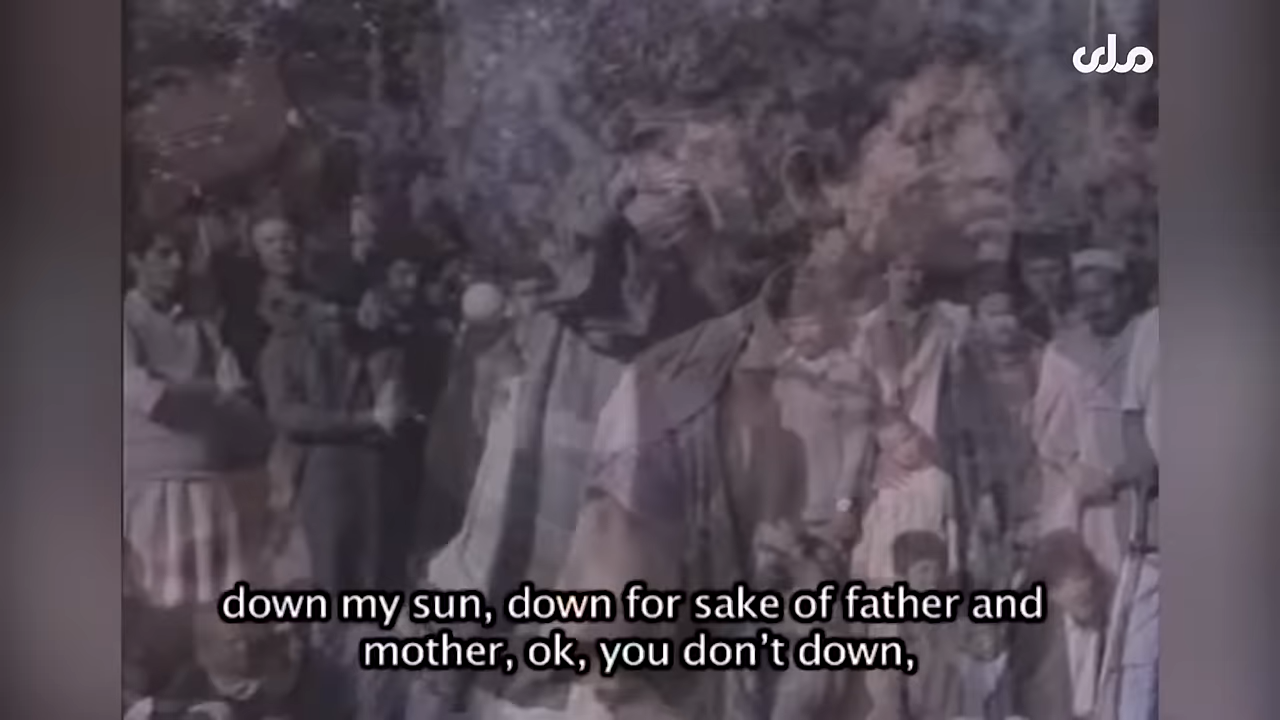 down my sun, down for sake of father and
mother, ok, you don't down,